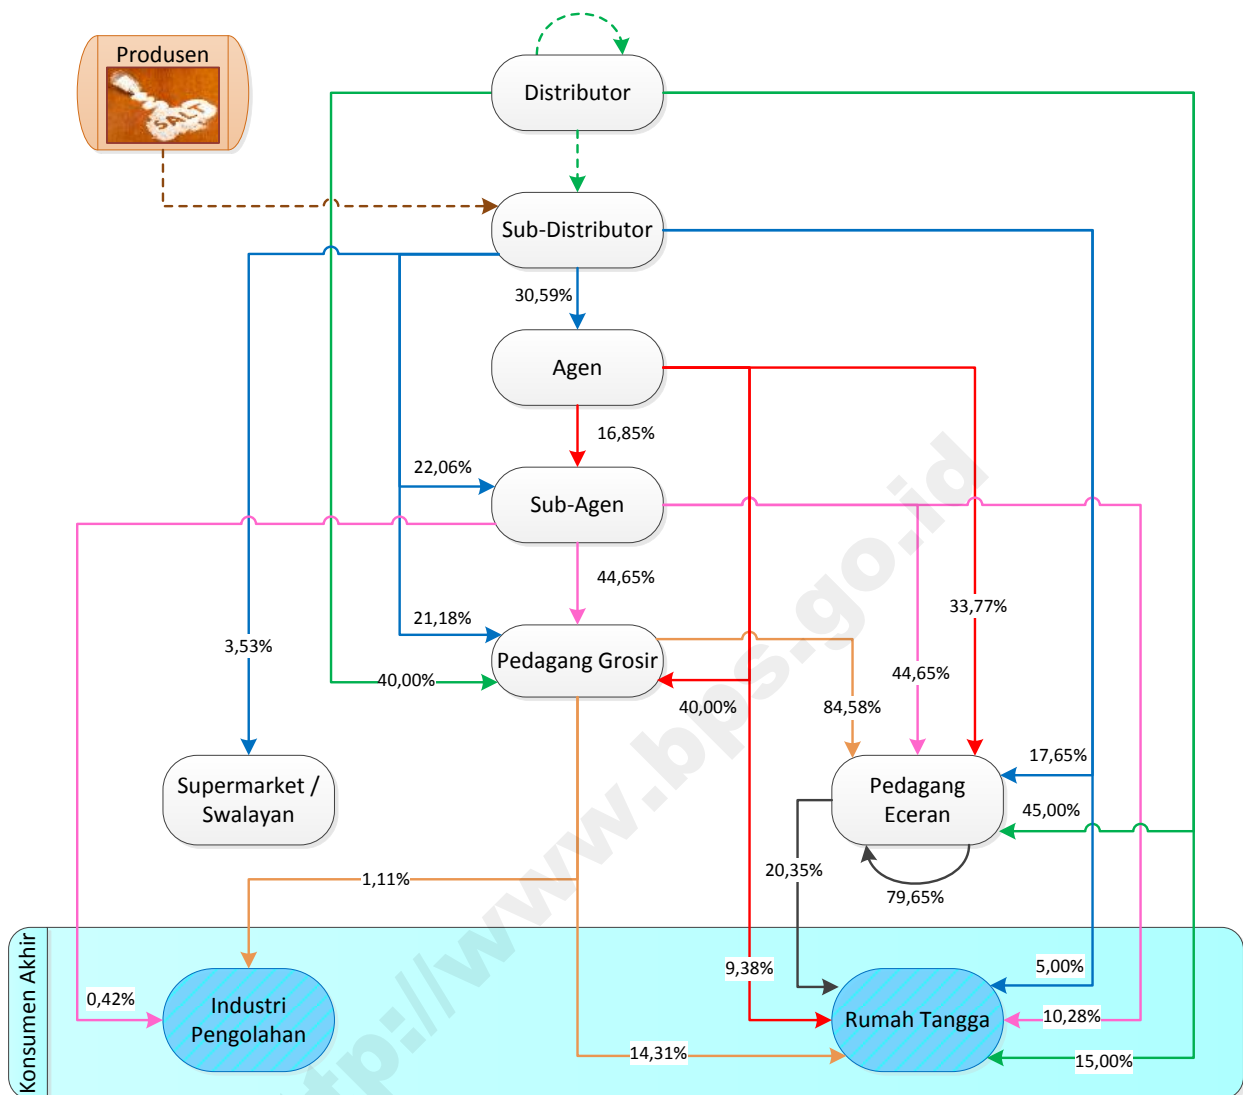 Produsen
SALT
Distributor
Sub-Distributor
30,59%
Agen
16,85%
22,06%
Sub-Agen
44,65%
33,77%
21,18%
3,53%
Pedagang Grosir
44,65%
40,00%
40,00%
84,58%
17,65%
Supermarket /
Swalayan
Pedagang
Eceran
45,00%
20,35%
1,11%
79,65%
Konsumen Akhir
9,38%
5,00%
0,42%
Industri
Pengolahan
Rumah Tangga
10,28%
14,31%
15,00%
http://www.bps.go.id